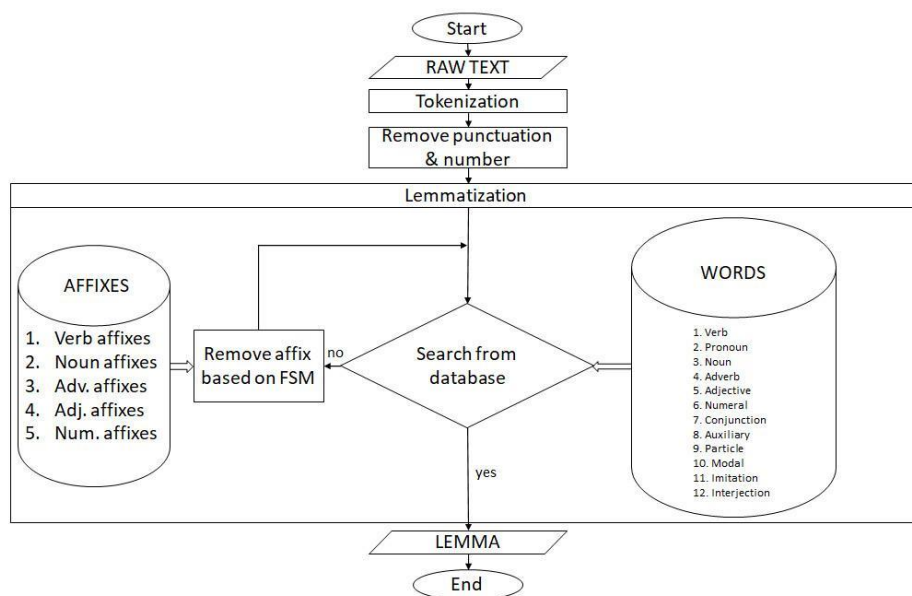 Start
RAW TEXT
Tokenization
Remove punctuation
& number
Lemmatization
AFFIXES
1. Verb affixes
2. Noun affixes
3. Adv. affixes
4. Adj. affixes
5. Num. affixes
Remove affix
based on FSM
no
Search from
database
yes
WORDS
1. Verb
2. Pronoun
3. Noun
4. Adverb
5. Adjective
6. Numeral
7. Conjunction
8. Auxiliary
9. Particle
10. Modal
11. Imitation
12. Interjection
LEMMA
End